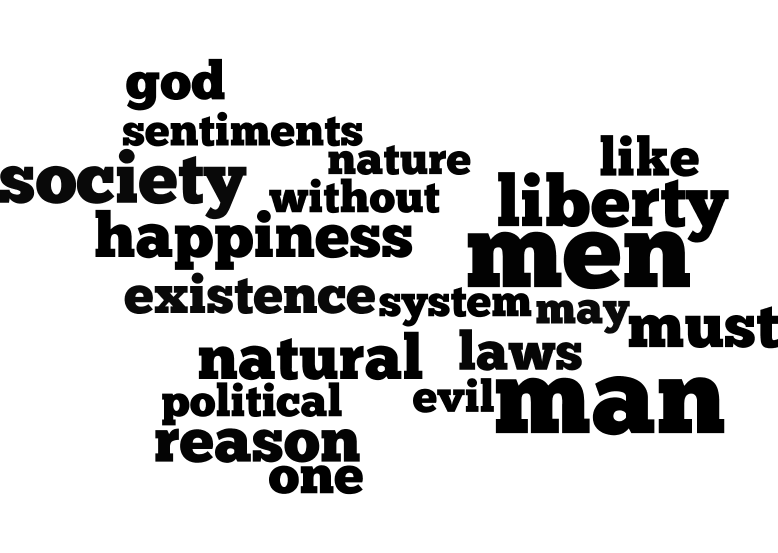 god
sentiments
like
nature
society
without
liberty
happiness
men
existence
system
may
must
natural
laws
political
evil
man
reason
one